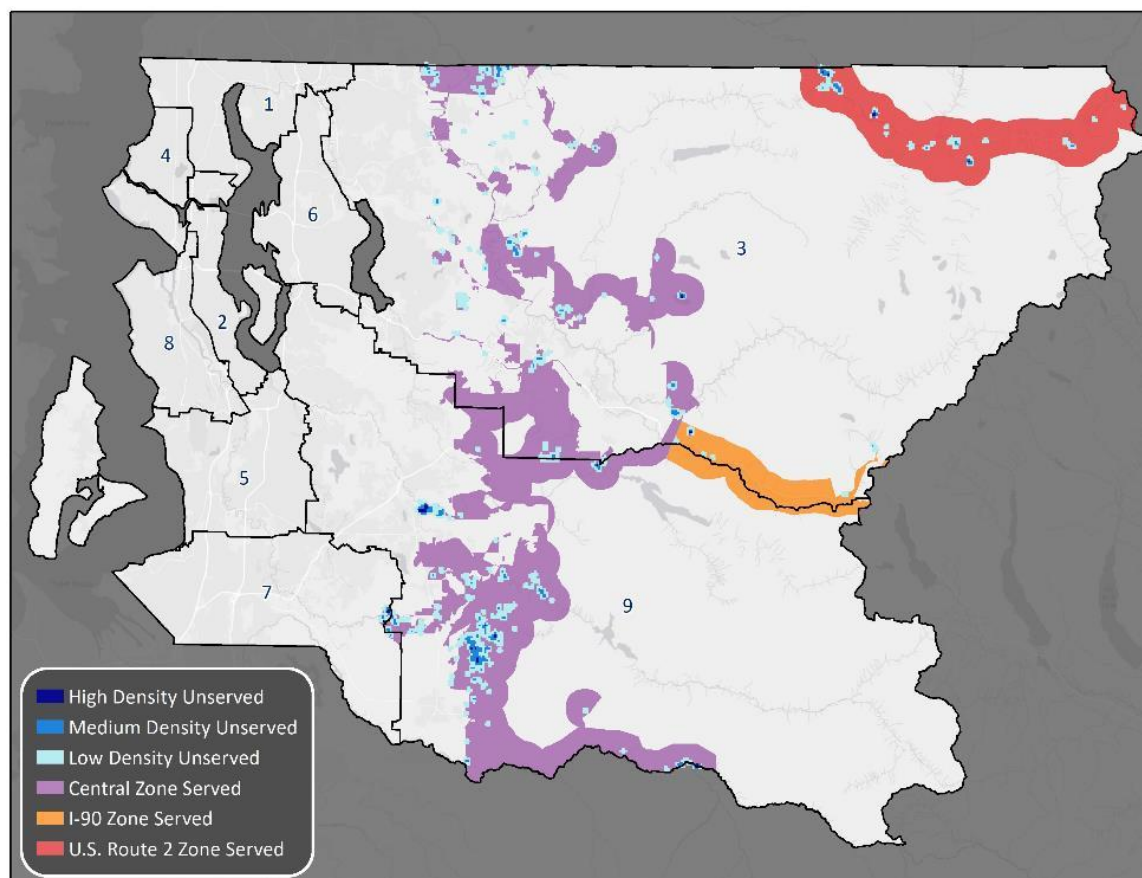 1
4
6
3
2
8
5
7
9
High Density Unserved
Medium Density Unserved
Low Density Unserved
Central Zone Served
I-90 Zone Served
U.S. Route 2 Zone Served